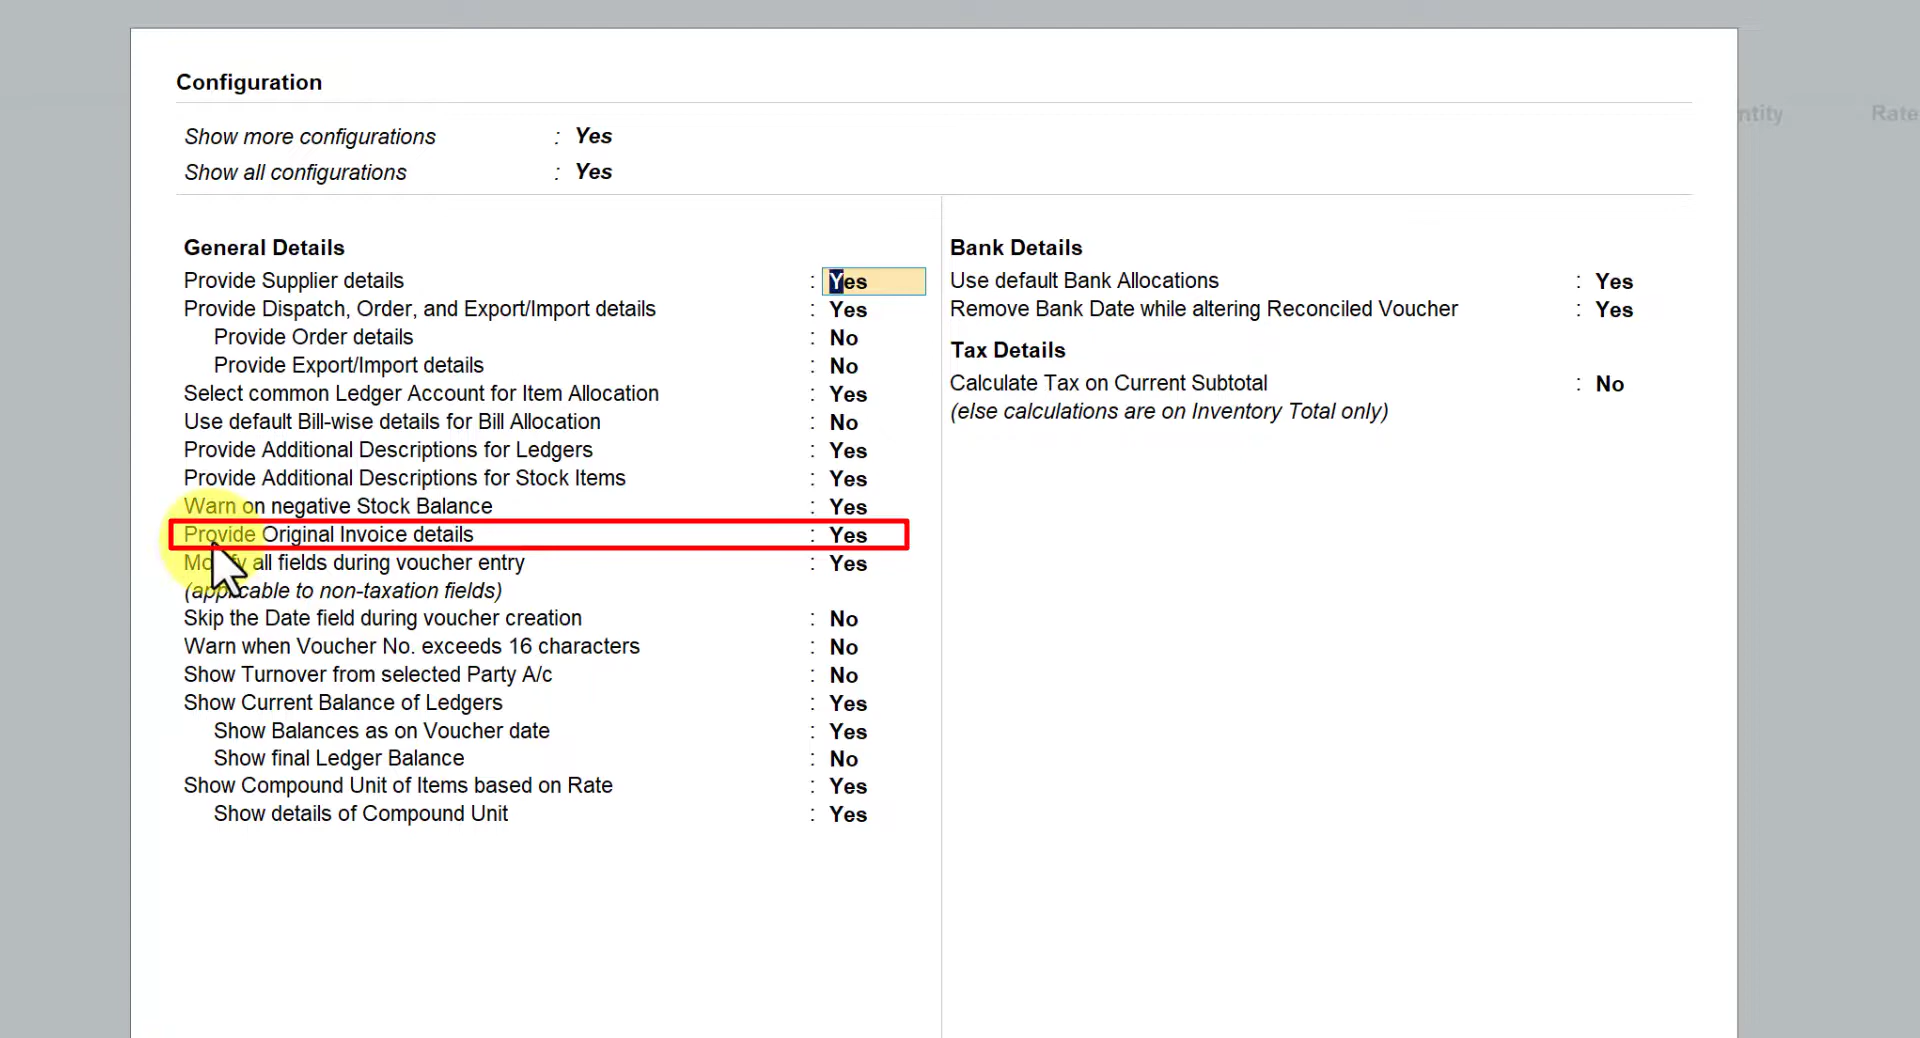 Configuration
Show more configurations : Yes
Show all configurations : Yes
ntity Rate
General Details
Provide Supplier details : Yes
Provide Dispatch, Order, and Export/Import details : Yes
Provide Order details : No
Provide Export/Import details : No
Select common Ledger Account for Item Allocation : Yes
Use default Bill-wise details for Bill Allocation : No
Provide Additional Descriptions for Ledgers : Yes
Provide Additional Descriptions for Stock Items : Yes
Warn on negative Stock Balance : Yes
Provide Original Invoice details : Yes
Modify all fields during voucher entry : Yes
(applicable to non-taxation fields)
Skip the Date field during voucher creation : No
Warn when Voucher No. exceeds 16 characters : No
Show Turnover from selected Party A/c : No
Show Current Balance of Ledgers : Yes
Show Balances as on Voucher date : Yes
Show final Ledger Balance : No
Show Compound Unit of Items based on Rate : Yes
Show details of Compound Unit : Yes
Bank Details
Use default Bank Allocations : Yes
Remove Bank Date while altering Reconciled Voucher : Yes
Tax Details
Calculate Tax on Current Subtotal : No
(else calculations are on Inventory Total only)